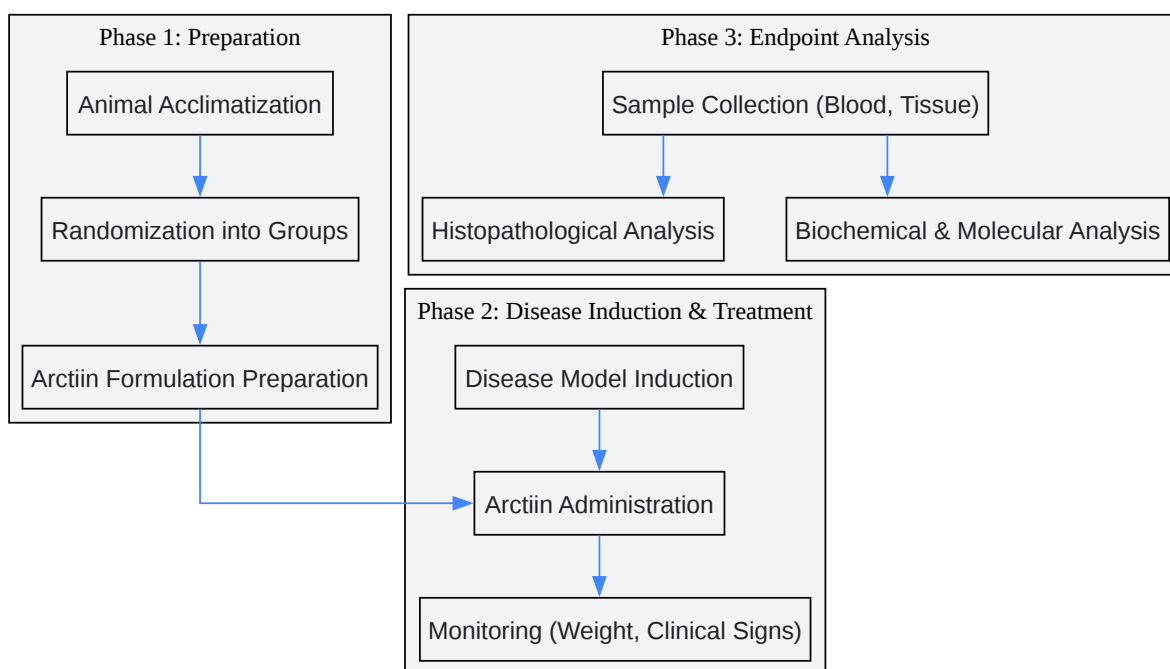 Phase 1: Preparation
Animal Acclimatization
Randomization into Groups
Arctiin Formulation Preparation
Phase 3: Endpoint Analysis
Sample Collection (Blood, Tissue)
Histopathological Analysis
Biochemical & Molecular Analysis
Phase 2: Disease Induction & Treatment
Disease Model Induction
Arctiin Administration
Monitoring (Weight, Clinical Signs)